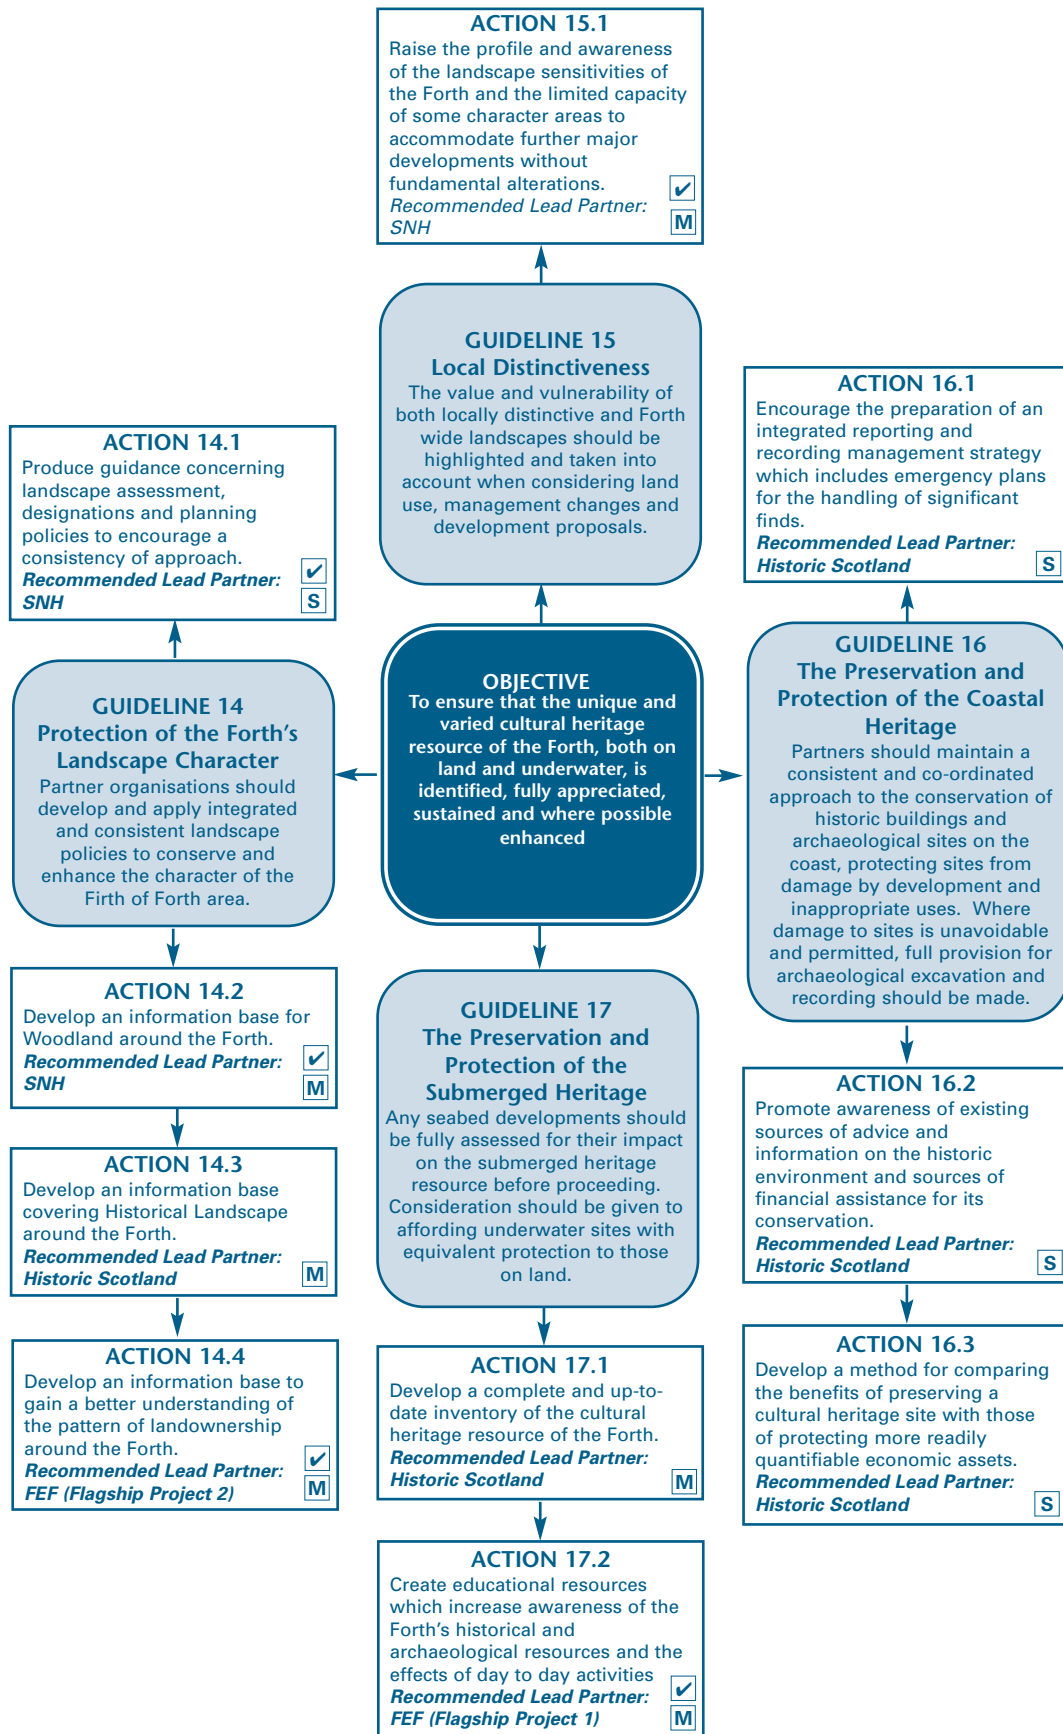 ACTION 15.1
Raise the profile and awareness
of the landscape sensitivities of
the Forth and the limited capacity
of some character areas to
accommodate further major
developments without
fundamental alterations.
✔
Recommended Lead Partner:
SNH
M
GUIDELINE 15
Local Distinctiveness
The value and vulnerability of
both locally distinctive and Forth
wide landscapes should be
highlighted and taken into
account when considering land
use, management changes and
development proposals.
ACTION 14.1
Produce guidance concerning
landscape assessment,
designations and planning
policies to encourage a
consistency of approach.
✔
Recommended Lead Partner:
SNH
S
GUIDELINE 14
Protection of the Forth's
Landscape Character
Partner organisations should
develop and apply integrated
and consistent landscape
policies to conserve and
enhance the character of the
Firth of Forth area.
ACTION 14.2
Develop an information base for
Woodland around the Forth.
✔
Recommended Lead Partner:
SNH
M
ACTION 14.3
Develop an information base
covering Historical Landscape
around the Forth.
Recommended Lead Partner:
Historic Scotland
M
ACTION 14.4
Develop an information base to
gain a better understanding of
the pattern of landownership
around the Forth.
✔
Recommended Lead Partner:
FEF (Flagship Project 2)
M
OBJECTIVE
To ensure that the unique and
varied cultural heritage
resource of the Forth, both on
land and underwater, is
identified, fully appreciated,
sustained and where possible
enhanced
GUIDELINE 17
The Preservation and
Protection of the
Submerged Heritage
Any seabed developments should
be fully assessed for their impact
on the submerged heritage
resource before proceeding.
Consideration should be given to
affording underwater sites with
equivalent protection to those
on land.
ACTION 17.1
Develop a complete and up-to-
date inventory of the cultural
heritage resource of the Forth.
Recommended Lead Partner:
Historic Scotland
M
ACTION 17.2
Create educational resources
which increase awareness of the
Forth's historical and
archaeological resources and the
effects of day to day activities
✔
Recommended Lead Partner:
FEF (Flagship Project 1)
M
ACTION 16.1
Encourage the preparation of an
integrated reporting and
recording management strategy
which includes emergency plans
for the handling of significant
finds.
Recommended Lead Partner:
Historic Scotland
S
GUIDELINE 16
The Preservation and
Protection of the Coastal
Heritage
Partners should maintain a
consistent and co-ordinated
approach to the conservation of
historic buildings and
archaeological sites on the
coast, protecting sites from
damage by development and
inappropriate uses. Where
damage to sites is unavoidable
and permitted, full provision for
archaeological excavation and
recording should be made.
ACTION 16.2
Promote awareness of existing
sources of advice and
information on the historic
environment and sources of
financial assistance for its
conservation.
Recommended Lead Partner:
Historic Scotland
S
ACTION 16.3
Develop a method for comparing
the benefits of preserving a
cultural heritage site with those
of protecting more readily
quantifiable economic assets.
Recommended Lead Partner:
Historic Scotland
S